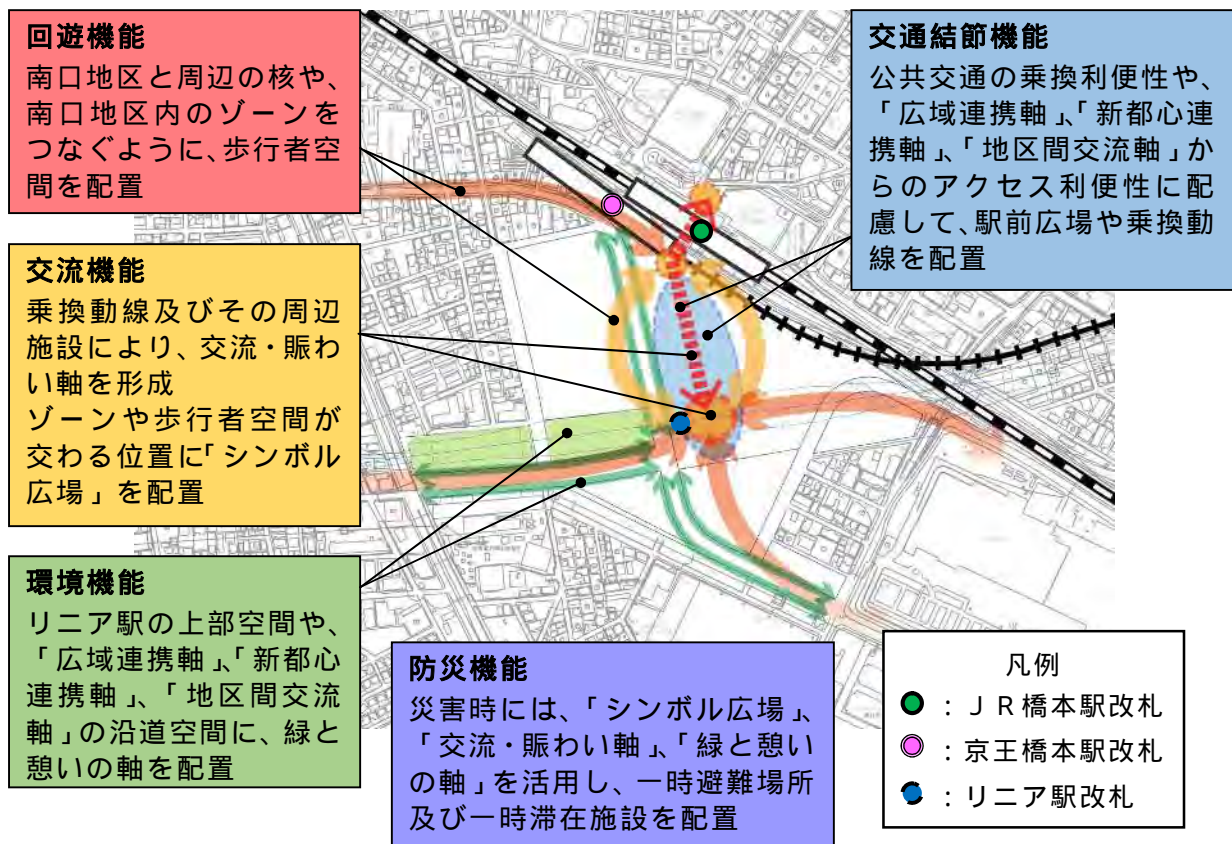 回遊機能
南口地区と周辺の核や、
南口地区内のゾーンを
つなぐように、歩行者空
間を配置
交流機能
乗換動線及びその周辺
施設により、交流・賑わ
い軸を形成
ゾーンや歩行者空間が
交わる位置に「シンボル
広場」を配置
環境機能
リニア駅の上部空間や、
「広域連携軸」、「新都心
連携軸」、「地区間交流
軸」の沿道空間に、緑と
憩いの軸を配置
交通結節機能
公共交通の乗換利便性や、
「広域連携軸」、「新都心連
携軸」、「地区間交流軸」か
らのアクセス利便性に配
慮して、駅前広場や乗換動
線を配置
防災機能
災害時には、「シンボル広場」、
「交流・賑わい軸」、「緑と憩い
の軸」を活用し、一時避難場所
及び一時滞在施設を配置
凡例
：ＪＲ橋本駅改札
：京王橋本駅改札
：リニア駅改札